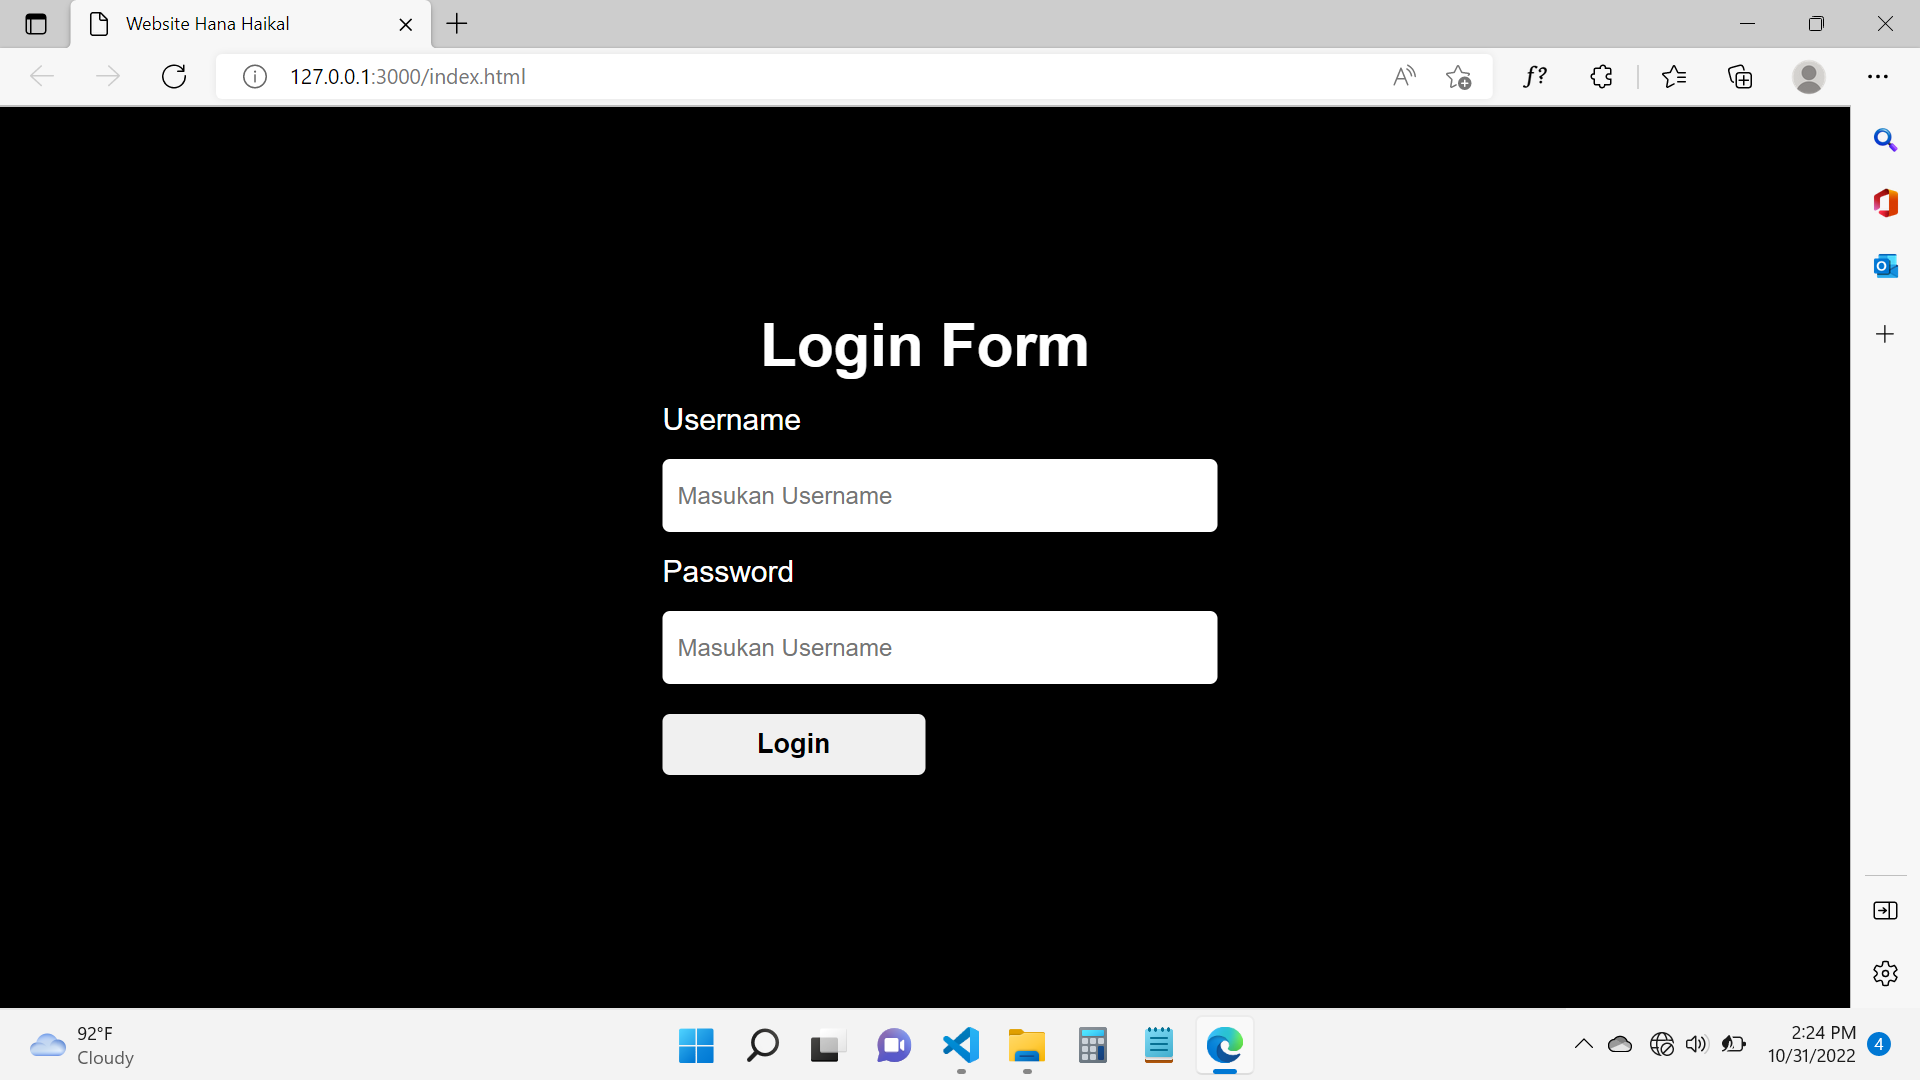 Website Hana Haikal
127.0.0.1:3000/index.html
Login Form
Username
Masukan Username
Password
Masukan Username
Login
92°F
Cloudy
2:24 PM
10/31/2022
4